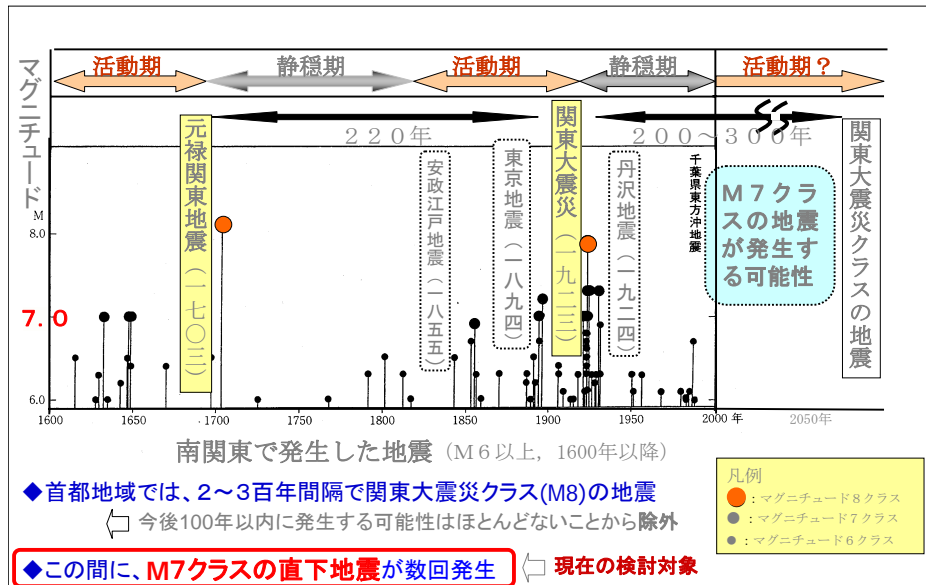 活動期
静穏期
活動期
静穏期
活動期？
マグニチュード
M
220年
200～300年
元禄関東地震（一七〇三）
安政江戸地震（一八五五）
東京地震（一八九四）
関東大震災（一九二三）
丹沢地震（一九二四）
千葉県東方沖地震
M７クラ
スの地震
が発生す
る可能性
関東大震災クラスの地震
8.0
７.０
6.0
1600
1650
1700
1750
1800
1850
1900
1950
2000 年
2050年
南関東で発生した地震（M６以上，1600年以降）
◆首都地域では、２～３百年間隔で関東大震災クラス(M8)の地震
今後100年以内に発生する可能性はほとんどないことから除外
◆この間に、M7クラスの直下地震が数回発生
現在の検討対象
凡例
：マグニチュード８クラス
：マグニチュード７クラス
：マグニチュード６クラス